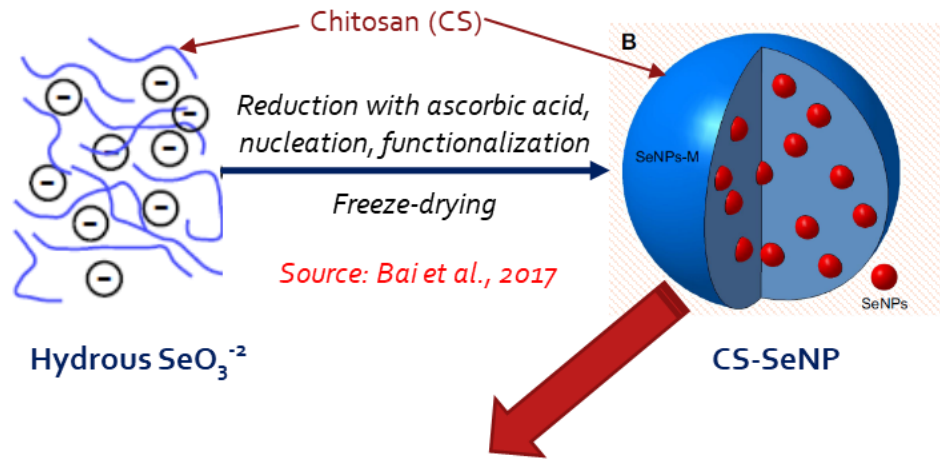 Chitosan (CS)
B
Reduction with ascorbic acid,
nucleation, functionalization
SeNPs-M
Freeze-drying
Source: Bai et al., 2017
SeNPs
Hydrous SeO₃⁻²
CS-SeNP